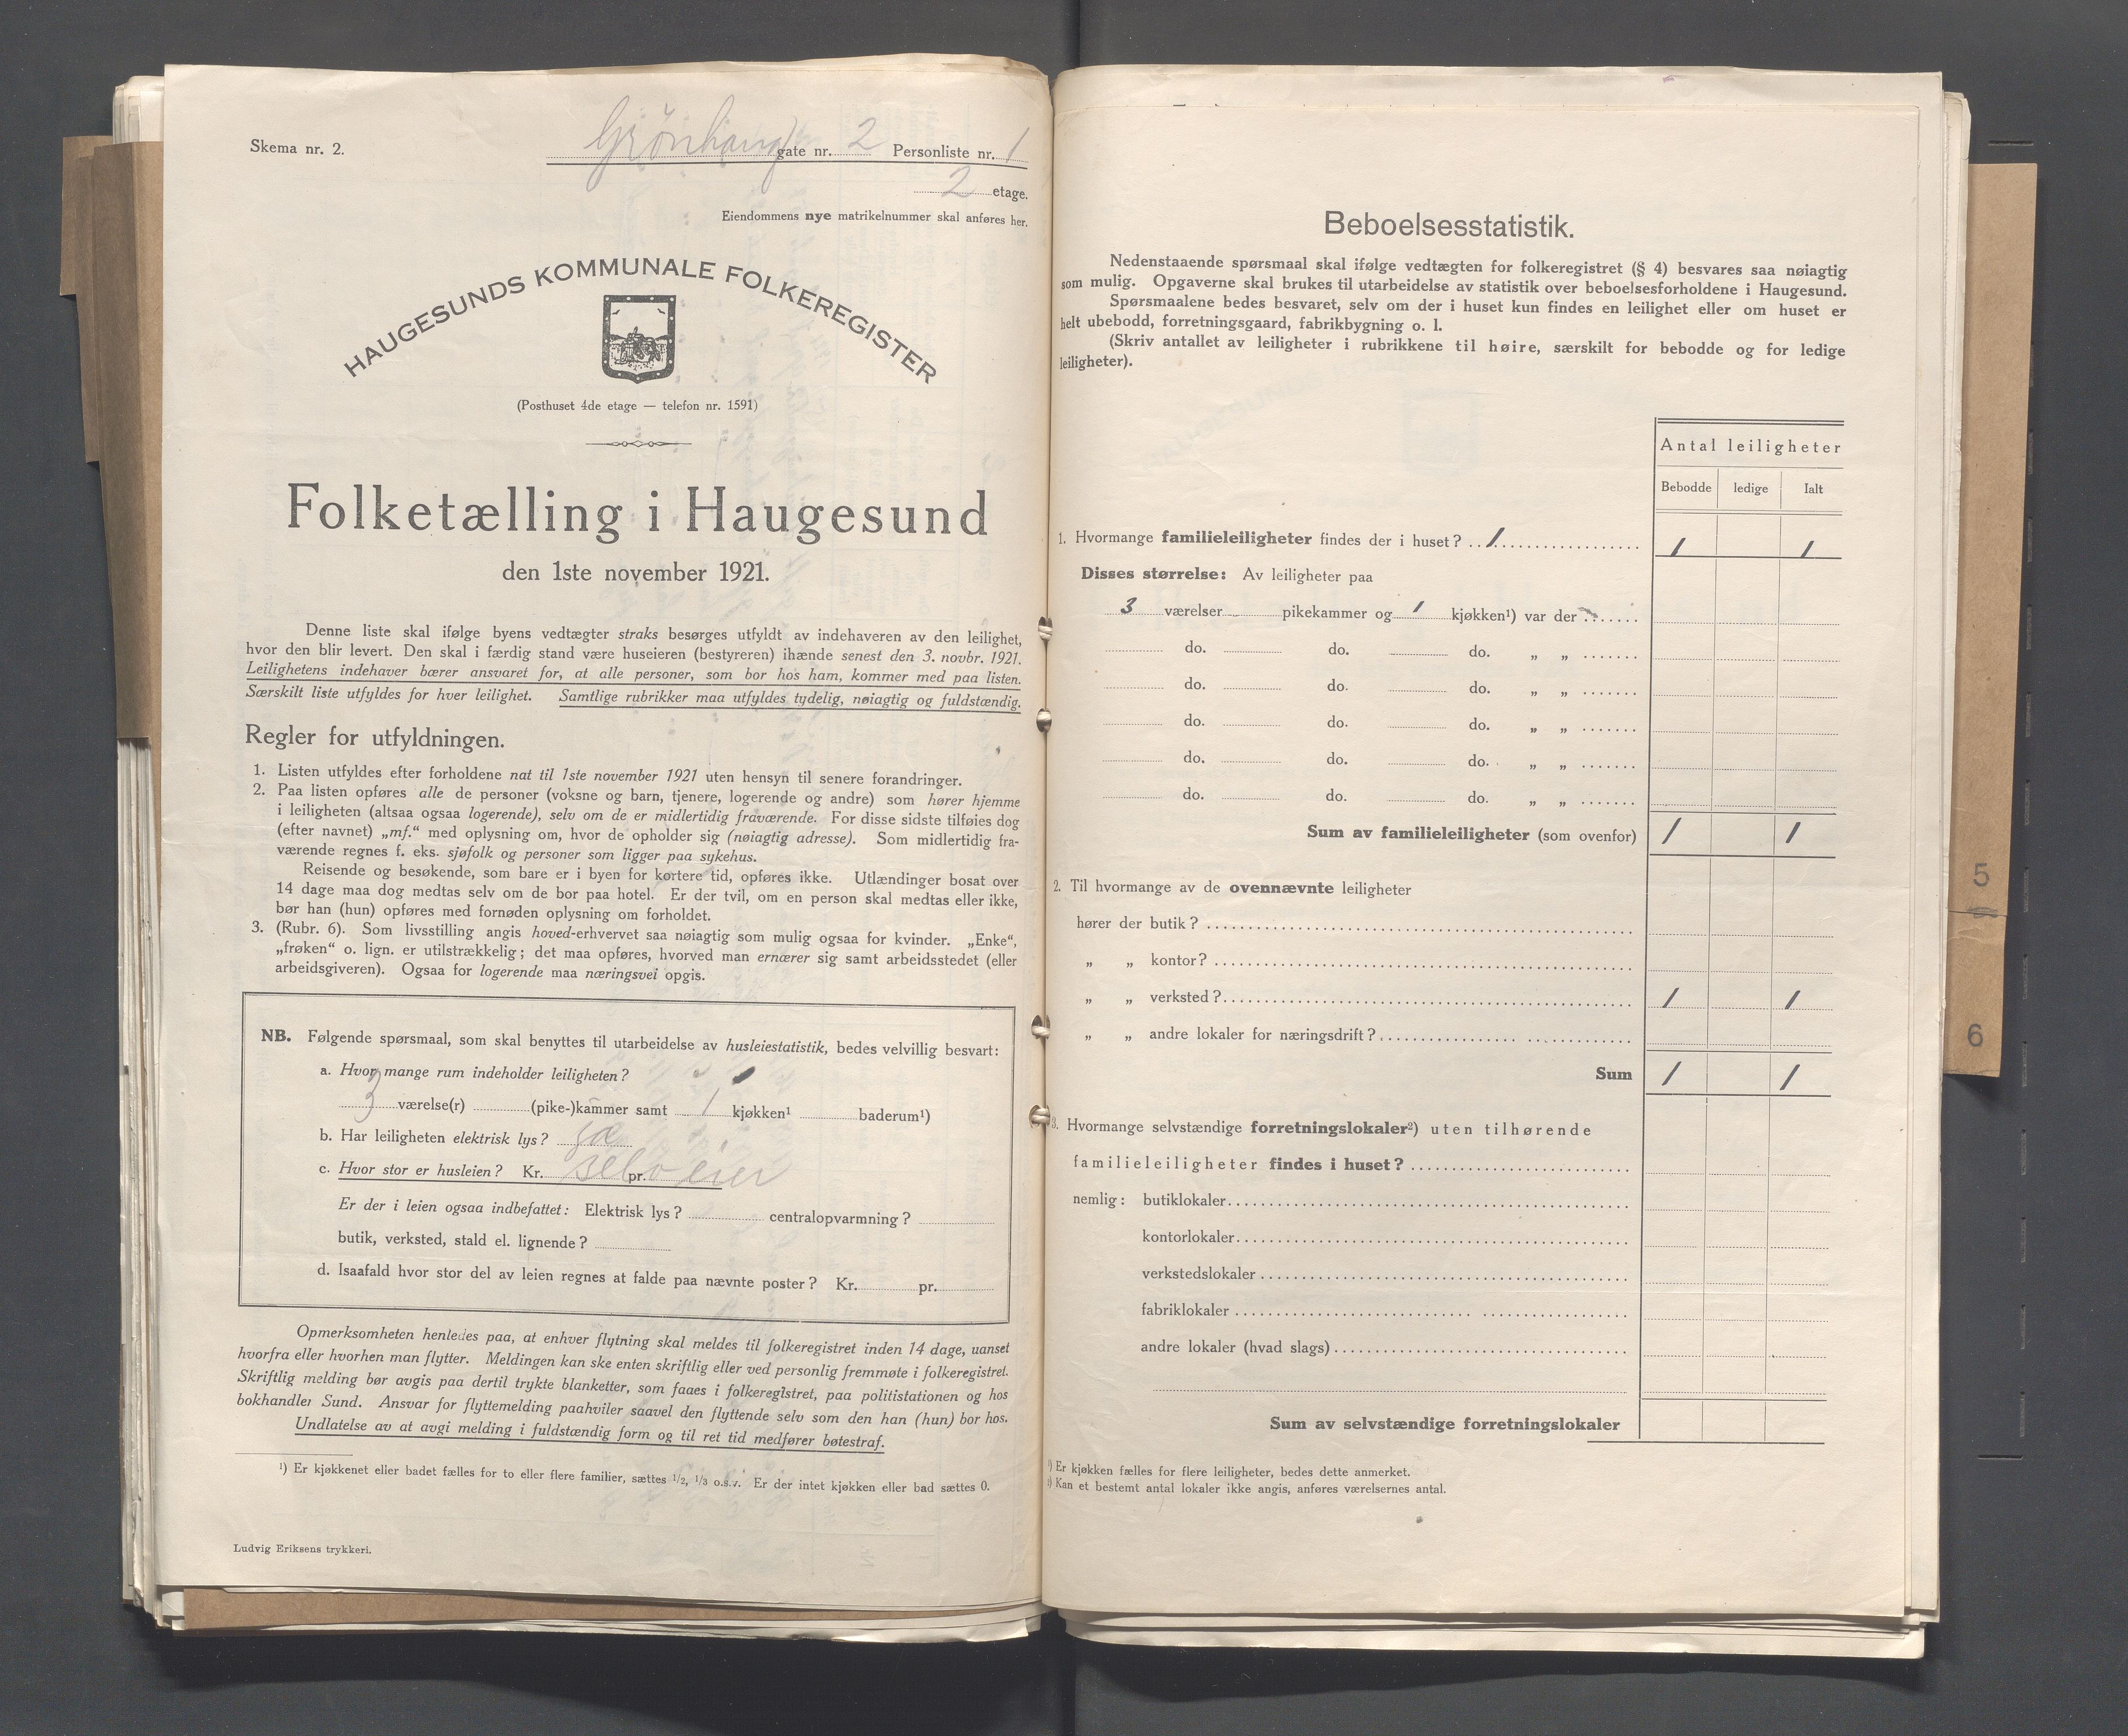 Skema nr. 2.
Grönhaug gate nr. 2 Personliste nr. 1
2 etage.
Eiendommens nye matrikelnummer skal anføres her.
HAUGESUNDS KOMMUNALE FOLKEREGISTER
(Posthuset 4de etage — telefon nr. 1591)
Folketælling i Haugesund
den 1ste november 1921.
Denne liste skal ifølge byens vedtægter straks besørges utfyldt av indehaveren av den leilighet,
hvor den blir levert. Den skal i færdig stand være huseieren (bestyreren) ihænde senest den 3. novbr. 1921.
Leilighetens indehaver bærer ansvaret for, at alle personer, som bor hos ham, kommer med paa listen.
Særskilt liste utfyldes for hver leilighet. Samtlige rubrikker maa utfyldes tydelig, nøiagtig og fuldstændig.
Regler for utfyldningen.
1. Listen utfyldes efter forholdene nat til 1ste november 1921 uten hensyn til senere forandringer.
2. Paa listen opføres alle de personer (voksne og barn, tjenere, logerende og andre) som hører hjemme
i leiligheten (altsaa ogsaa logerende), selv om de er midlertidig fraværende. For disse sidste tilføies dog
(efter navnet) „mf.“ med oplysning om, hvor de opholder sig (nøiagtig adresse). Som midlertidig fra-
værende regnes f. eks. sjøfolk og personer som ligger paa sykehus.
Reisende og besøkende, som bare er i byen for kortere tid, opføres ikke. Utlændinger bosat over
14 dage maa dog medtas selv om de bor paa hotel. Er der tvil, om en person skal medtas eller ikke,
bør han (hun) opføres med fornøden oplysning om forholdet.
3. (Rubr. 6). Som livsstilling angis hoved-erhvervet saa nøiagtig som mulig ogsaa for kvinder. „Enke“,
„frøken“ o. lign. er utilstrækkelig; det maa opføres, hvorved man ernærer sig samt arbeidsstedet (eller
arbeidsgiveren). Ogsaa for logerende maa næringsvei opgis.
NB. Følgende spørsmaal, som skal benyttes til utarbeidelse av husleiestatistik, bedes velvillig besvart:
a. Hvor mange rum indeholder leiligheten?
3 værelse(r) (pike-)kammer samt 1 kjøkken¹ baderum¹)
b. Har leiligheten elektrisk lys? ja
c. Hvor stor er husleien? Kr. selveier pr.
Er der i leien ogsaa indbefattet: Elektrisk lys? centralopvarmning?
butik, verksted, stald el. lignende?
d. Isaafald hvor stor del av leien regnes at falde paa nævnte poster? Kr. pr.
Opmerksomheten henledes paa, at enhver flytning skal meldes til folkeregistret inden 14 dage, uanset
hvorfra eller hvorhen man flytter. Meldingen kan ske enten skriftlig eller ved personlig fremmøte i folkeregistret.
Skriftlig melding bør avgis paa dertil trykte blanketter, som faaes i folkeregistret, paa politistationen og hos
bokhandler Sund. Ansvar for flyttemelding paahviler saavel den flyttende selv som den han (hun) bor hos.
Undlatelse av at avgi melding i fuldstændig form og til ret tid medfører bøtestraf.
¹) Er kjøkkenet eller badet fælles for to eller flere familier, sættes 1/2, 1/3 o.s.v. Er der intet kjøkken eller bad sættes 0.
Ludvig Eriksens trykkeri.
Beboelsesstatistik.
Nedenstaaende spørsmaal skal ifølge vedtægten for folkeregistret (§ 4) besvares saa nøiagtig
som mulig. Opgaverne skal brukes til utarbeidelse av statistik over beboelsesforholdene i Haugesund.
Spørsmaalene bedes besvaret, selv om der i huset kun findes en leilighet eller om huset er
helt ubebodd, forretningsgaard, fabrikbygning o. l.
(Skriv antallet av leiligheter i rubrikkene til høire, særskilt for bebodde og for ledige
leiligheter).
Antal leiligheter
Bebodde ledige Ialt
1. Hvormange familieleiligheter findes der i huset? 1 1 1
Disses størrelse: Av leiligheter paa
3 værelser pikekammer og 1 kjøkken¹) var der
do. do. do. „ „
do. do. do. „ „
do. do. do. „ „
do. do. do. „ „
do. do. do. „ „
Sum av familieleiligheter (som ovenfor) 1 1
2. Til hvormange av de ovennævnte leiligheter
hører der butik?
„ „ kontor?
„ „ verksted? 1 1
„ „ andre lokaler for næringsdrift?
Sum 1 1
3. Hvormange selvstændige forretningslokaler²) uten tilhørende
familieleiligheter findes i huset?
nemlig: butiklokaler
kontorlokaler
verkstedslokaler
fabriklokaler
andre lokaler (hvad slags)
Sum av selvstændige forretningslokaler
¹) Er kjøkken fælles for flere leiligheter, bedes dette anmerket.
²) Kan et bestemt antal lokaler ikke angis, anføres værelsernes antal.
5
6